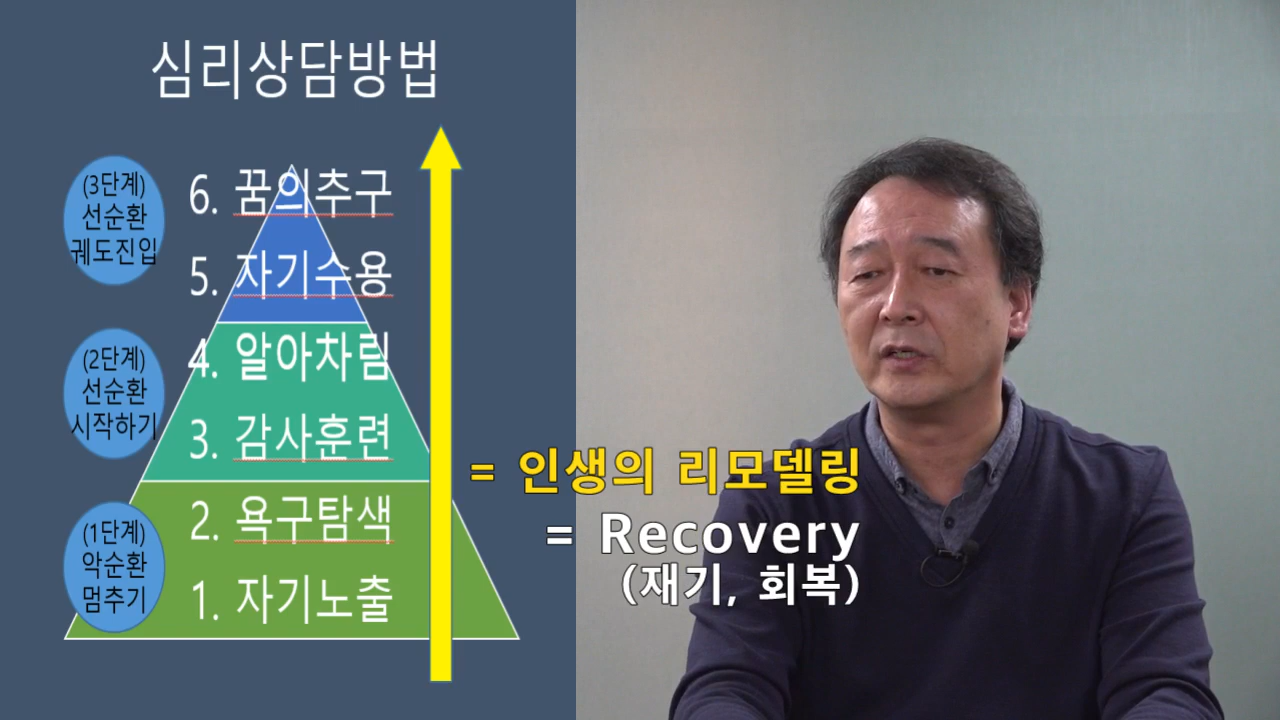 심리상담방법
(3단계)
선순환
궤도진입
6. 꿈의추구
5. 자기수용
(2단계)
선순환
시작하기
4. 알아차림
3. 감사훈련
(1단계)
악순환
멈추기
2. 욕구탐색
1. 자기노출
= 인생의 리모델링
= Recovery
(재기, 회복)